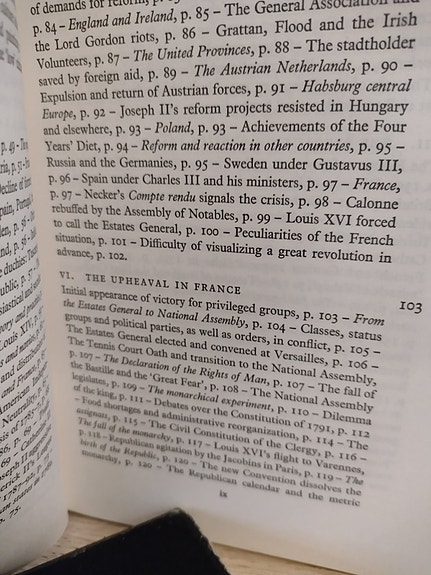 of demands for reform, p.
p. 84 – England and Ireland, p. 85 – The General Association and
the Lord Gordon riots, p. 86 – Grattan, Flood and the Irish
Volunteers, p. 87 – The United Provinces, p. 88 – The stadtholder
saved by foreign aid, p. 89 – The Austrian Netherlands, p. 90 –
Expulsion and return of Austrian forces, p. 91 – Habsburg central
Europe, p. 92 – Joseph II's reform projects resisted in Hungary
and elsewhere, p. 93 – Poland, p. 93 – Achievements of the Four
Years' Diet, p. 94 – Reform and reaction in other countries, p. 95 –
Russia and the Germanies, p. 95 – Sweden under Gustavus III,
p. 96 – Spain under Charles III and his ministers, p. 97 – France,
p. 97 – Necker's Compte rendu signals the crisis, p. 98 – Calonne
rebuffed by the Assembly of Notables, p. 99 – Louis XVI forced
to call the Estates General, p. 100 – Peculiarities of the French
situation, p. 101 – Difficulty of visualizing a great revolution in
advance, p. 102.
VI. THE UPHEAVAL IN FRANCE 103
Initial appearance of victory for privileged groups, p. 103 – From
the Estates General to National Assembly, p. 104 – Classes, status
groups and political parties, as well as orders, in conflict, p. 105 –
The Estates General elected and convened at Versailles, p. 106 –
The Tennis Court Oath and transition to the National Assembly,
p. 107 – The Declaration of the Rights of Man, p. 107 – The fall of
the Bastille and the 'Great Fear', p. 108 – The National Assembly
legislates, p. 109 – The monarchical experiment, p. 110 – Dilemma
of the king, p. 111 – Debates over the Constitution of 1791, p. 112
– Food shortages and administrative reorganization, p. 114 – The
assignats, p. 115 – The Civil Constitution of the Clergy, p. 116 –
The fall of the monarchy, p. 117 – Louis XVI's flight to Varennes,
p. 118 – Republican agitation by the Jacobins in Paris, p. 119 – The
birth of the Republic, p. 120 – The new Convention dissolves the
monarchy, p. 120 – The Republican calendar and the metric
ix